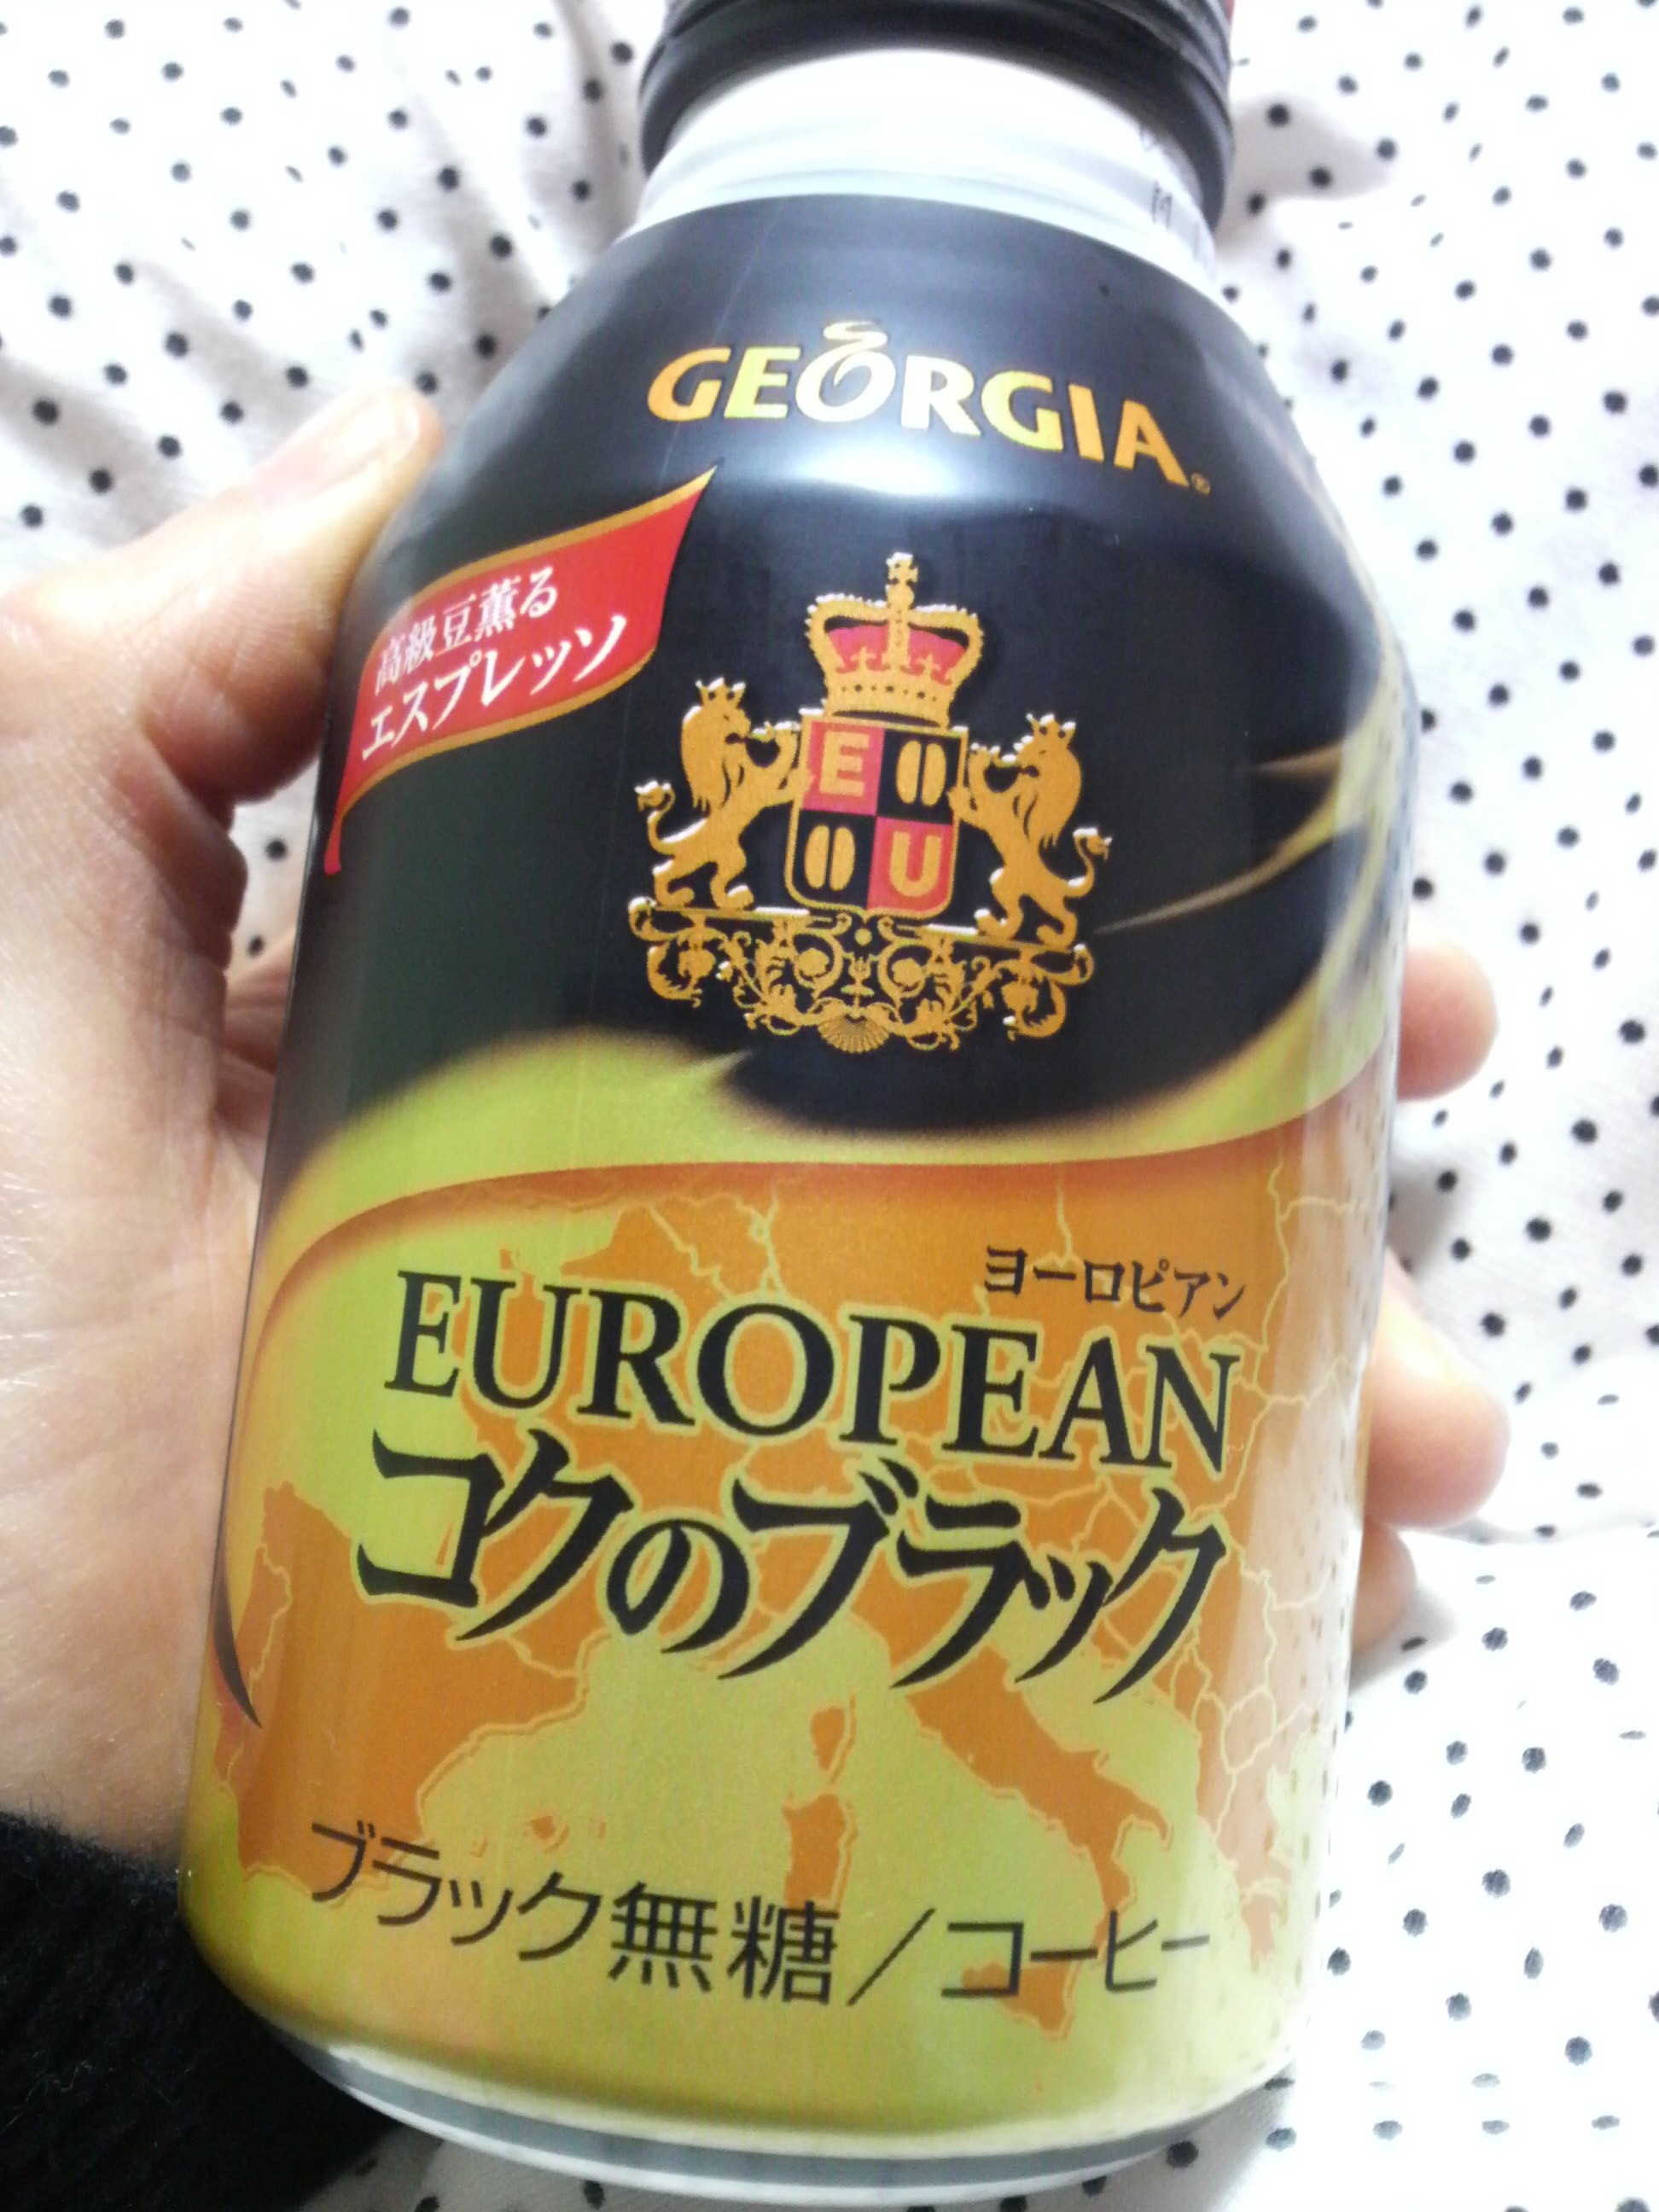 GEORGIA®
高級豆薫る
エスプレッソ
E
U
ヨーロピアン
EUROPEAN
コクのブラック
ブラック無糖/コーヒー